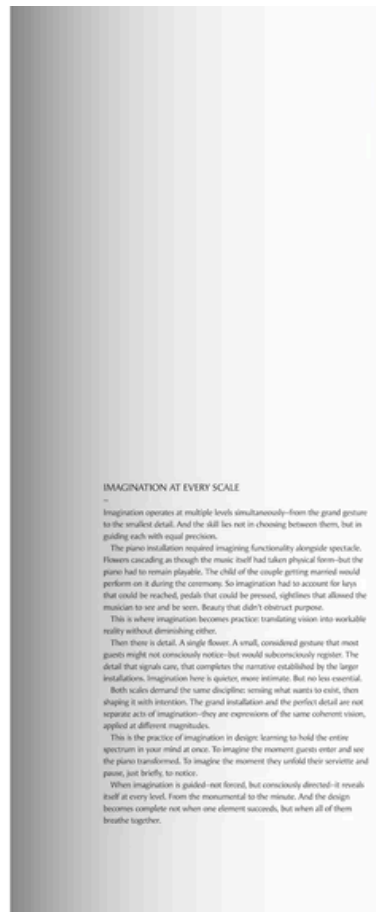 IMAGINATION AT EVERY SCALE
~
Imagination operates at multiple levels simultaneously–from the grand gesture
to the smallest detail. And the skill lies not in choosing between them, but in
guiding each with equal precision.
The piano installation required imagining functionality alongside spectacle.
Flowers cascading as though the music itself had taken physical form–but the
piano had to remain playable. The child of the couple getting married would
perform on it during the ceremony. So imagination had to account for keys
that could be reached, pedals that could be pressed, sightlines that allowed the
musician to see and be seen. Beauty that didn't obstruct purpose.
This is where imagination becomes practice: translating vision into workable
reality without diminishing either.
Then there is detail. A single flower. A small, considered gesture that most
guests might not consciously notice–but would subconsciously register. The
detail that signals care, that completes the narrative established by the larger
installations. Imagination here is quieter, more intimate. But no less essential.
Both scales demand the same discipline: sensing what wants to exist, then
shaping it with intention. The grand installation and the perfect detail are not
separate acts of imagination–they are expressions of the same coherent vision,
applied at different magnitudes.
This is the practice of imagination in design: learning to hold the entire
spectrum in your mind at once. To imagine the moment guests enter and see
the piano transformed. To imagine the moment they unfold their serviette and
pause, just briefly, to notice.
When imagination is guided–not forced, but consciously directed–it reveals
itself at every level. From the monumental to the minute. And the design
becomes complete not when one element succeeds, but when all of them
breathe together.